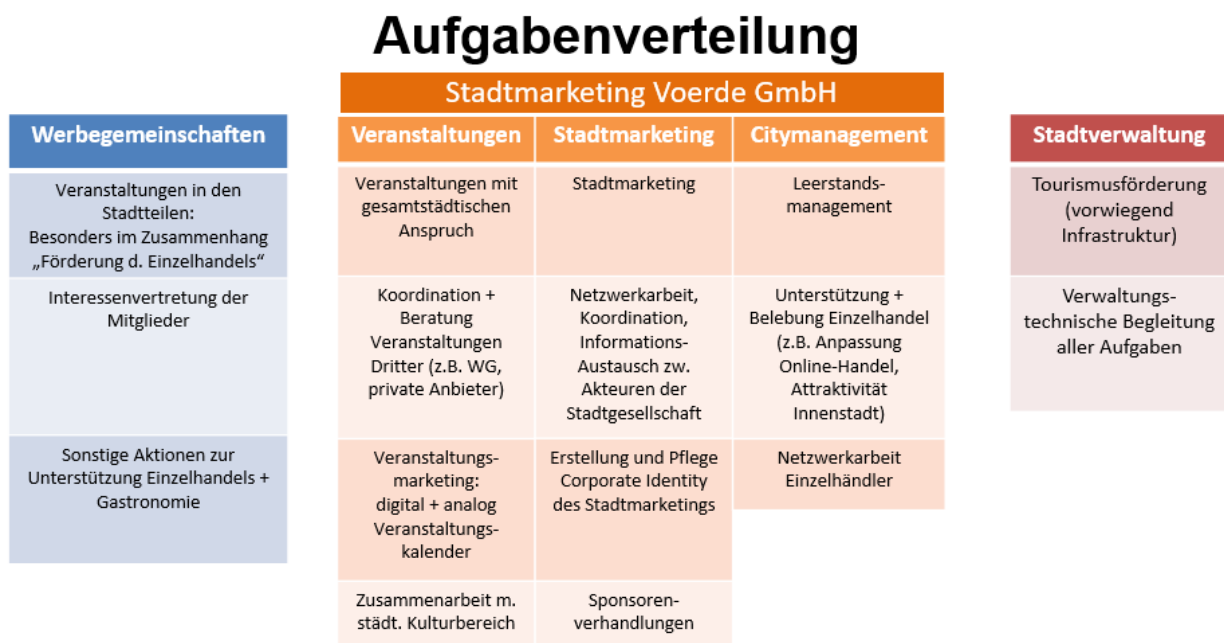 Aufgabenverteilung
Stadtmarketing Voerde GmbH
Werbegemeinschaften
Veranstaltungen in den
Stadtteilen:
Besonders im Zusammenhang
„Förderung d. Einzelhandels“
Interessenvertretung der
Mitglieder
Sonstige Aktionen zur
Unterstützung Einzelhandels +
Gastronomie
Veranstaltungen
Veranstaltungen mit
gesamtstädtischen
Anspruch
Koordination +
Beratung
Veranstaltungen
Dritter (z.B. WG,
private Anbieter)
Veranstaltungs-
marketing:
digital + analog
Veranstaltungs-
kalender
Zusammenarbeit m.
städt. Kulturbereich
Stadtmarketing
Stadtmarketing
Netzwerkarbeit,
Koordination,
Informations-
Austausch zw.
Akteuren der
Stadtgesellschaft
Erstellung und Pflege
Corporate Identity
des Stadtmarketings
Sponsoren-
verhandlungen
Citymanagement
Leerstands-
management
Unterstützung +
Belebung Einzelhandel
(z.B. Anpassung
Online-Handel,
Attraktivität
Innenstadt)
Netzwerkarbeit
Einzelhändler
Stadtverwaltung
Tourismusförderung
(vorwiegend
Infrastruktur)
Verwaltungs-
technische Begleitung
aller Aufgaben